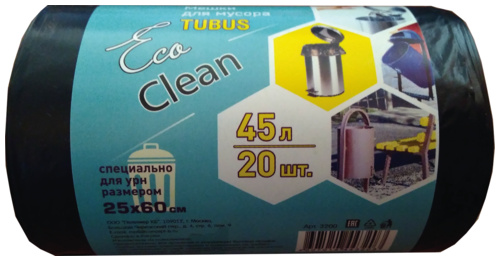 Мешки
для мусора
TUBUS
Eco
Clean
45 л
20 шт.
специально
для урн
размером
25x60 см